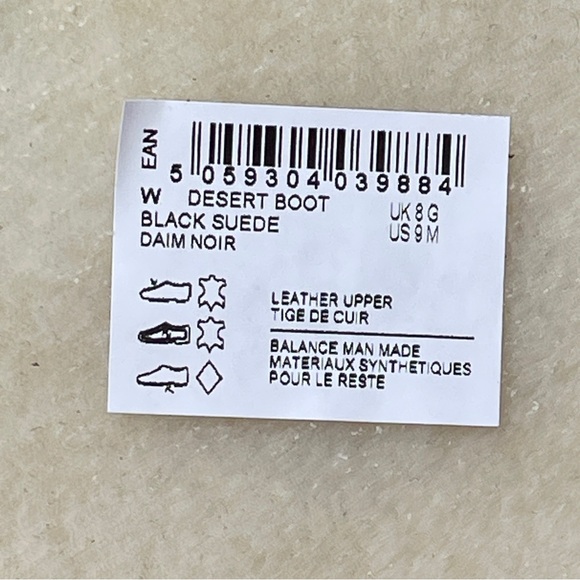 EAN
5 059304 039884
W DESERT BOOT UK 8 G
BLACK SUEDE US 9 M
DAIM NOIR
LEATHER UPPER
TIGE DE CUIR
BALANCE MAN MADE
MATERIAUX SYNTHETIQUES
POUR LE RESTE